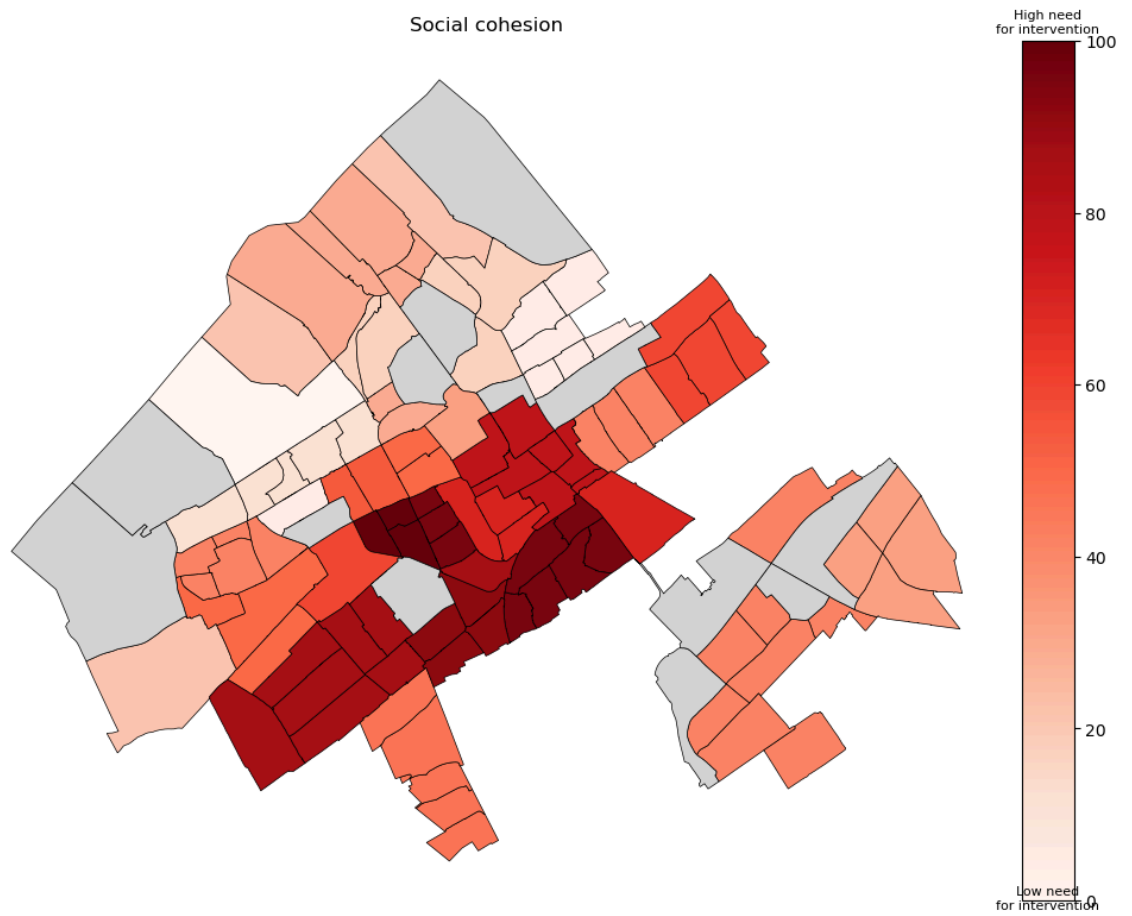 Social cohesion
High need
for intervention
100
80
60
40
20
0
Low need
for intervention